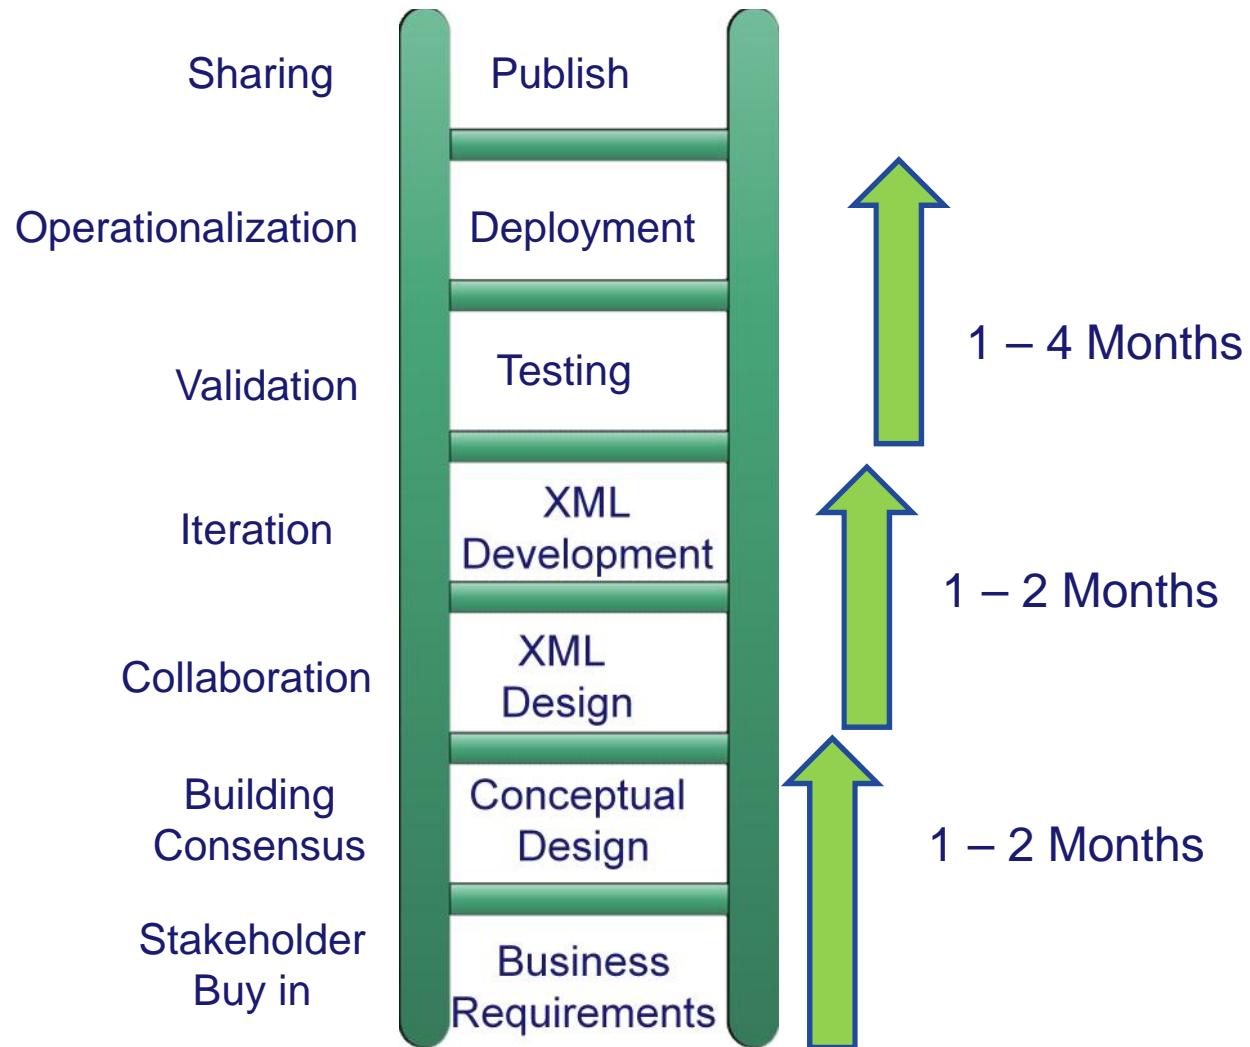 Sharing
Publish
Operationalization
Deployment
1 – 4 Months
Validation
Testing
Iteration
XML
Development
1 – 2 Months
Collaboration
XML
Design
Building
Consensus
Conceptual
Design
1 – 2 Months
Stakeholder
Buy in
Business
Requirements